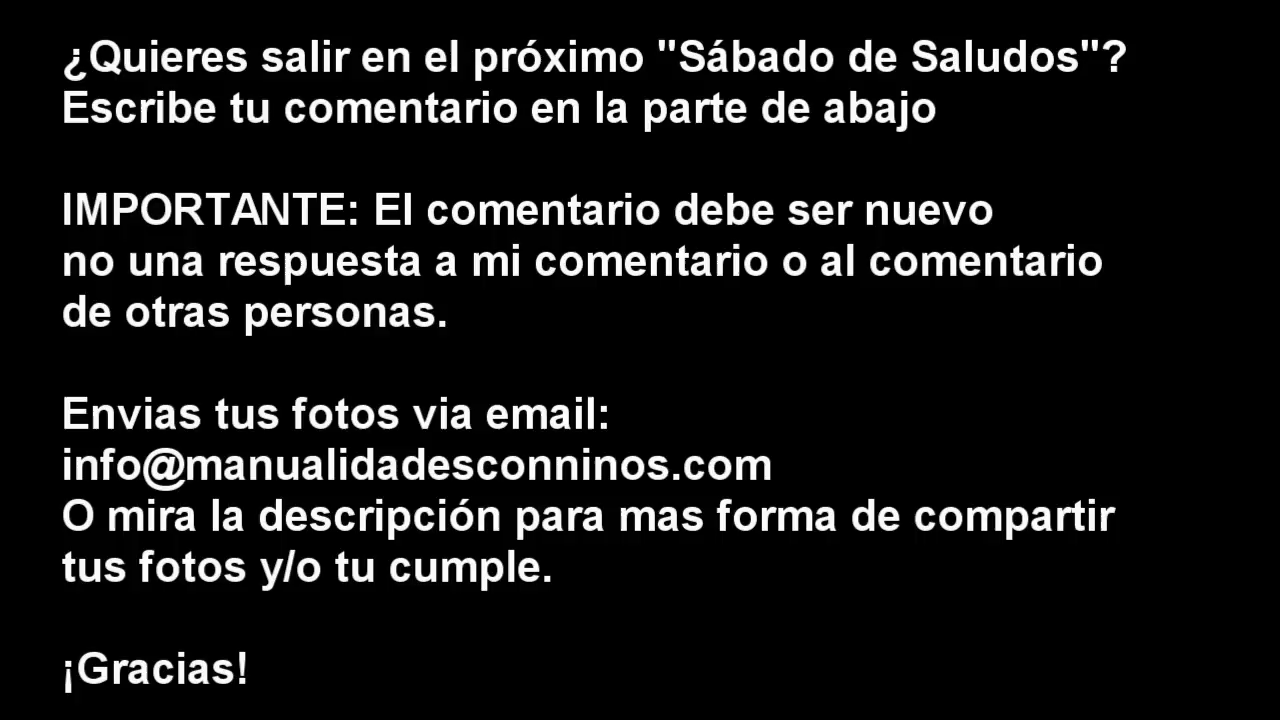 ¿Quieres salir en el próximo "Sábado de Saludos"?
Escribe tu comentario en la parte de abajo
IMPORTANTE: El comentario debe ser nuevo
no una respuesta a mi comentario o al comentario
de otras personas.
Envias tus fotos via email:
info@manualidadesconninos.com
O mira la descripción para mas forma de compartir
tus fotos y/o tu cumple.
¡Gracias!